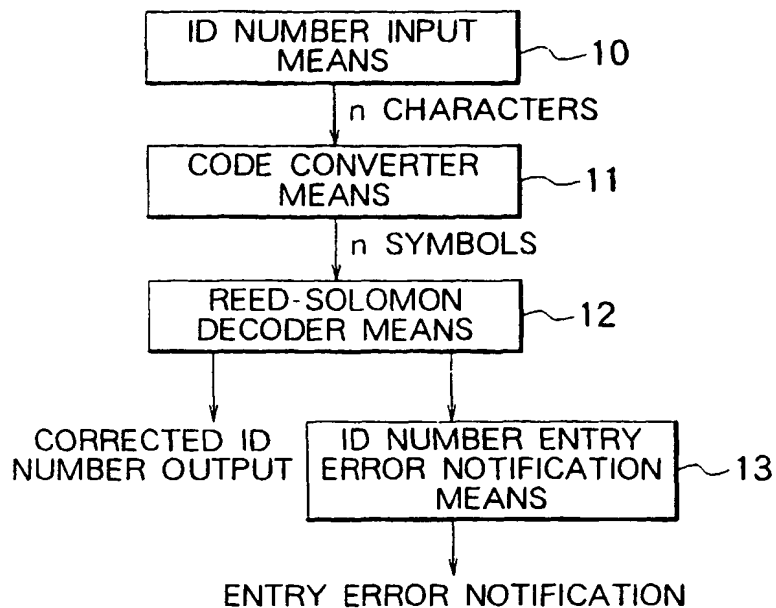 ID NUMBER INPUT
MEANS
10
n CHARACTERS
CODE CONVERTER
MEANS
11
n SYMBOLS
REED-SOLOMON
DECODER MEANS
12
CORRECTED ID
NUMBER OUTPUT
ID NUMBER ENTRY
ERROR NOTIFICATION
MEANS
13
ENTRY ERROR NOTIFICATION